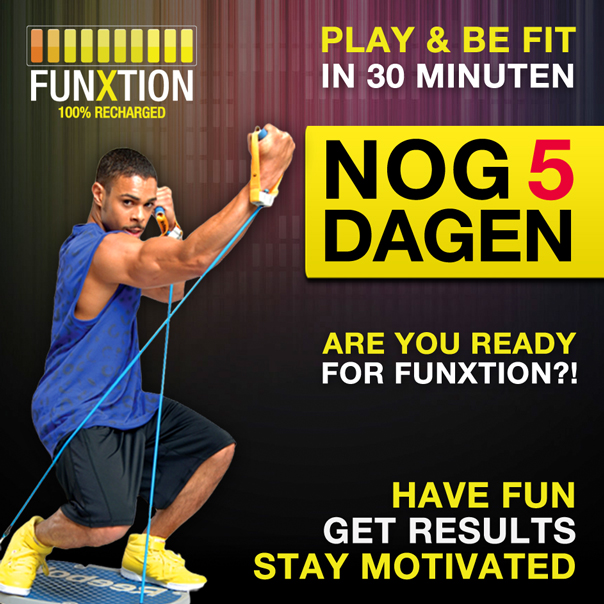 FUNXTION
100% RECHARGED
PLAY & BE FIT
IN 30 MINUTEN
NOG 5
DAGEN
ARE YOU READY
FOR FUNXTION?!
HAVE FUN
GET RESULTS
STAY MOTIVATED